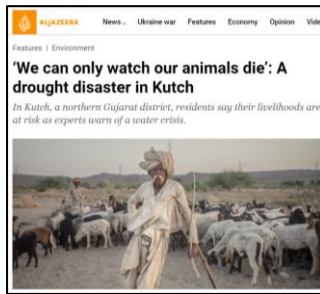 ALJAZEERA News Ukraine war Features Economy Opinion Vide
Features | Environment
‘We can only watch our animals die’: A
drought disaster in Kutch
In Kutch, a northern Gujarat district, residents say their livelihoods are
at risk as experts warn of a water crisis.